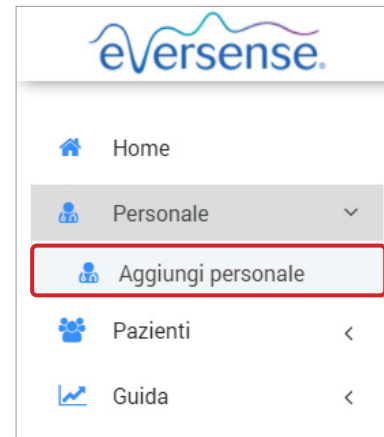 eversense.
Home
Personale
Aggiungi personale
Pazienti
Guida